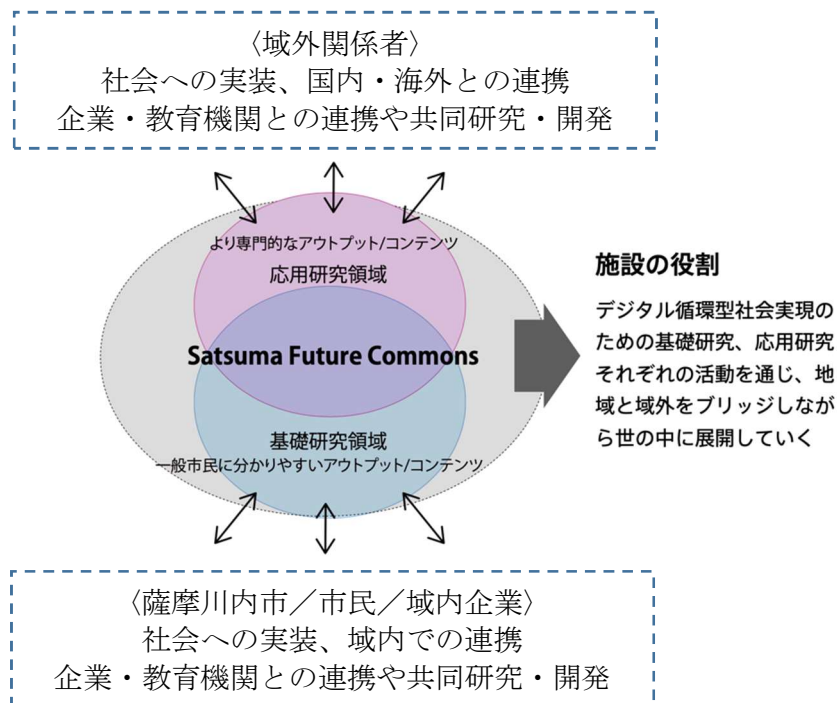 〈域外関係者〉
社会への実装、国内・海外との連携
企業・教育機関との連携や共同研究・開発
より専門的なアウトプット/コンテンツ
応用研究領域
Satsuma Future Commons
基礎研究領域
一般市民に分かりやすいアウトプット/コンテンツ
施設の役割
デジタル循環型社会実現の
ための基礎研究、応用研究
それぞれの活動を通じ、地
域と域外をブリッジしなが
ら世の中に展開していく
〈薩摩川内市／市民／域内企業〉
社会への実装、域内での連携
企業・教育機関との連携や共同研究・開発